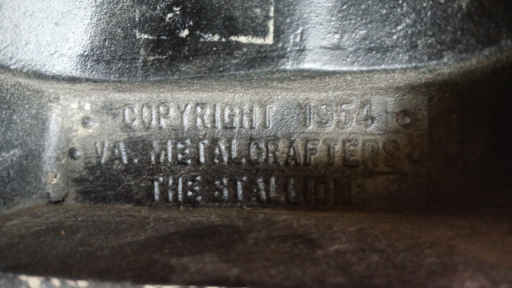 COPYRIGHT 1954
VA. METALCRAFTERS
THE STALLION